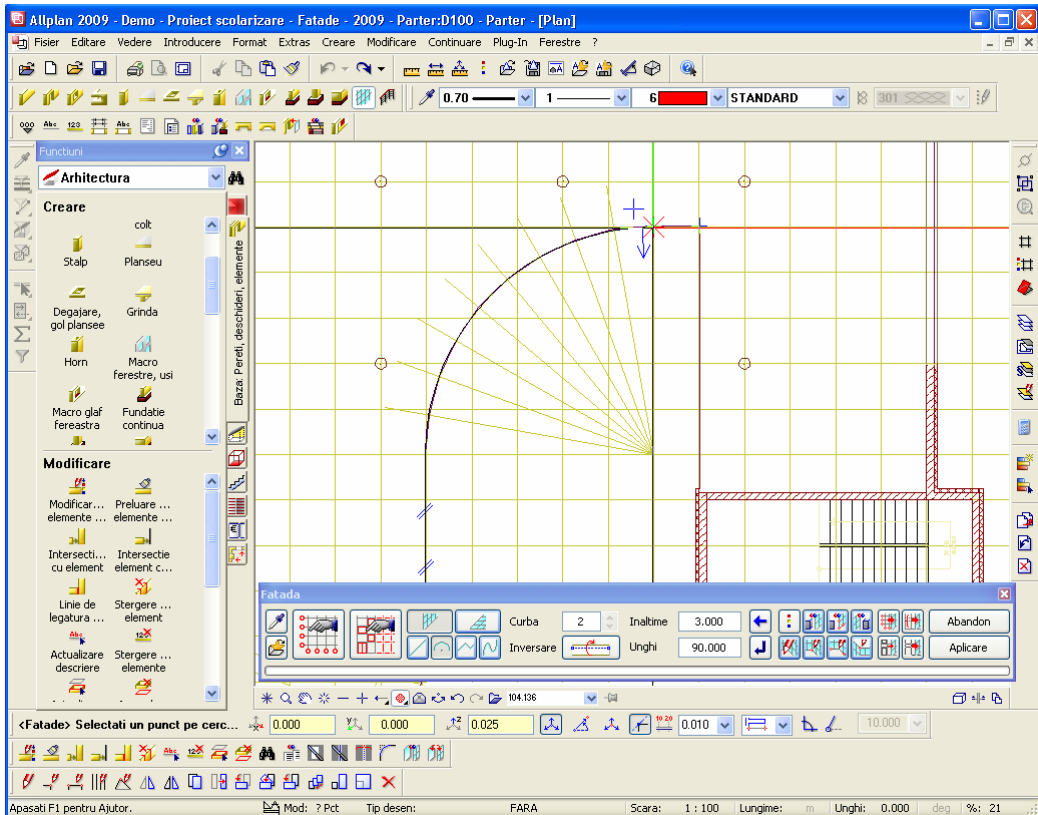 Allplan 2009 - Demo - Proiect scolarizare - Fatade - 2009 - Parter:D100 - Parter - [Plan]
Fisier Editare Vedere Introducere Format Extras Creare Modificare Continuare Plug-In Ferestre ?
0.70 1 6 STANDARD 301
Abc 123 Abc
Functiuni
Arhitectura
Creare
colt
Stalp Planseu
Degajare, Grinda
gol plansee
Horn Macro
ferestre, usi
Macro glaf Fundatie
fereastra continua
Baza: Pereti, deschideri, elemente
Modificare
Modificar... Preluare ...
elemente ... elemente ...
Intersecti... Intersectie
cu element element c...
Linie de Stergere ...
legatura ... element
Actualizare Stergere ...
descriere elemente
Fatada
Curba 2 Inaltime 3.000 Abandon
Inversare Unghi 90.000 Aplicare
104.136
<Fatade> Selectati un punct pe cerc... 0.000 0.000 0.025 0.010 10.000
Apasati F1 pentru Ajutor. Mod: ? Pct Tip desen: FARA Scara: 1 : 100 Lungime: m Unghi: 0.000 deg %: 21